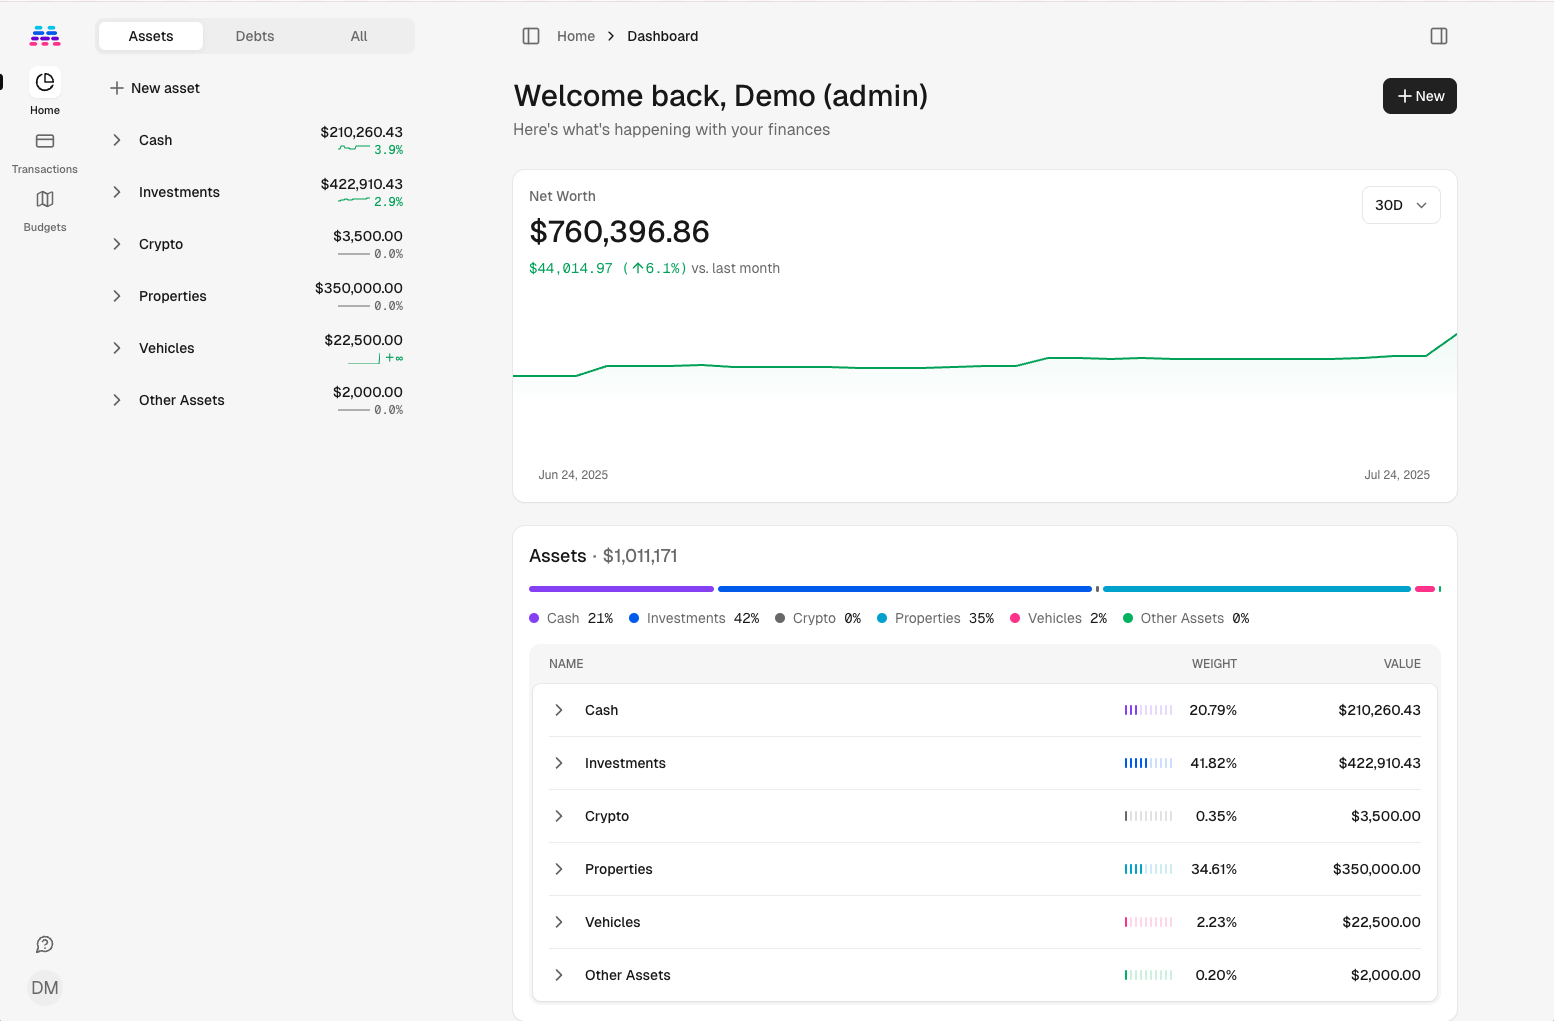 Home
Transactions
Budgets
DM
Assets Debts All
New asset
Cash $210,260.43
3.9%
Investments $422,910.43
2.9%
Crypto $3,500.00
0.0%
Properties $350,000.00
0.0%
Vehicles $22,500.00
+∞
Other Assets $2,000.00
0.0%
Home > Dashboard
Welcome back, Demo (admin)
Here's what's happening with your finances
+ New
Net Worth
30D
$760,396.86
$44,014.97 (↑6.1%) vs. last month
Jun 24, 2025 Jul 24, 2025
Assets · $1,011,171
Cash 21% Investments 42% Crypto 0% Properties 35% Vehicles 2% Other Assets 0%
NAME WEIGHT VALUE
Cash 20.79% $210,260.43
Investments 41.82% $422,910.43
Crypto 0.35% $3,500.00
Properties 34.61% $350,000.00
Vehicles 2.23% $22,500.00
Other Assets 0.20% $2,000.00